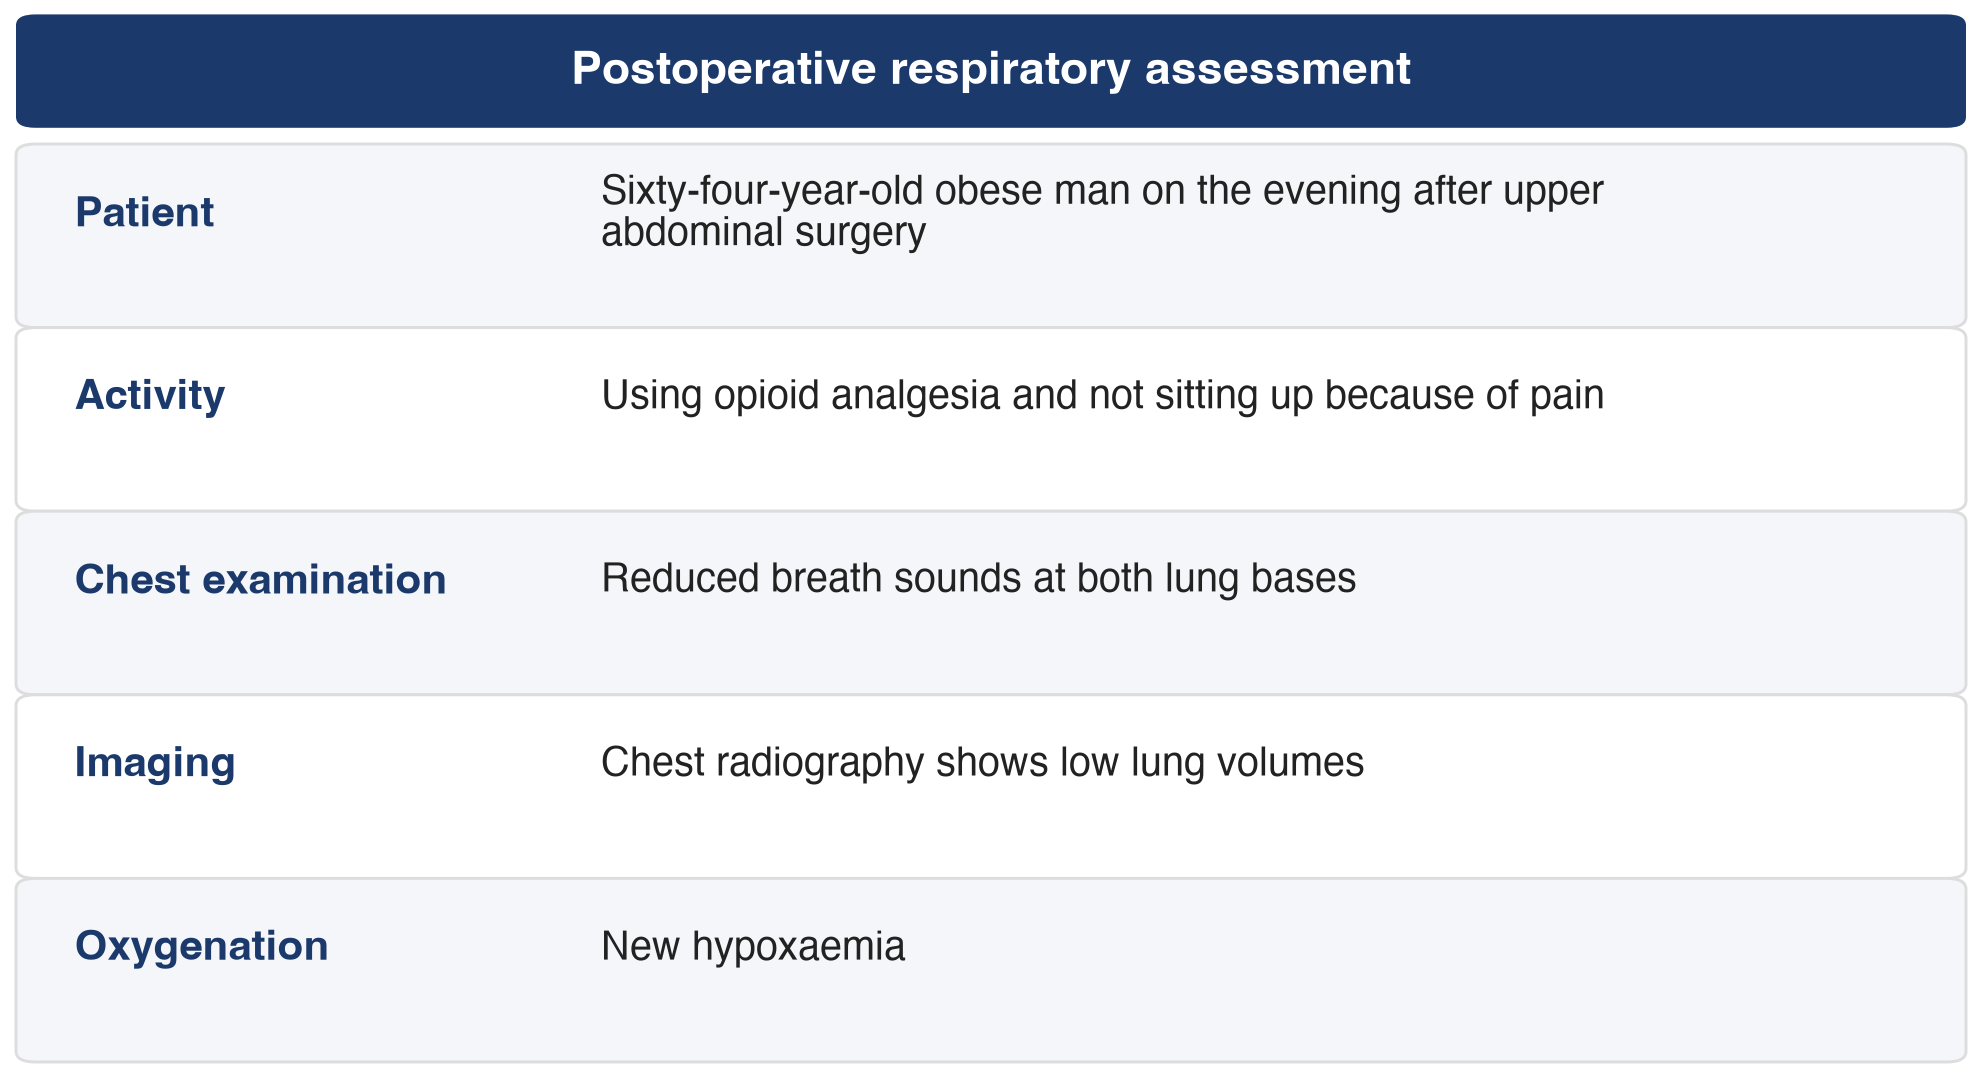 Postoperative respiratory assessment
Patient
Sixty-four-year-old obese man on the evening after upper
abdominal surgery
Activity
Using opioid analgesia and not sitting up because of pain
Chest examination
Reduced breath sounds at both lung bases
Imaging
Chest radiography shows low lung volumes
Oxygenation
New hypoxaemia